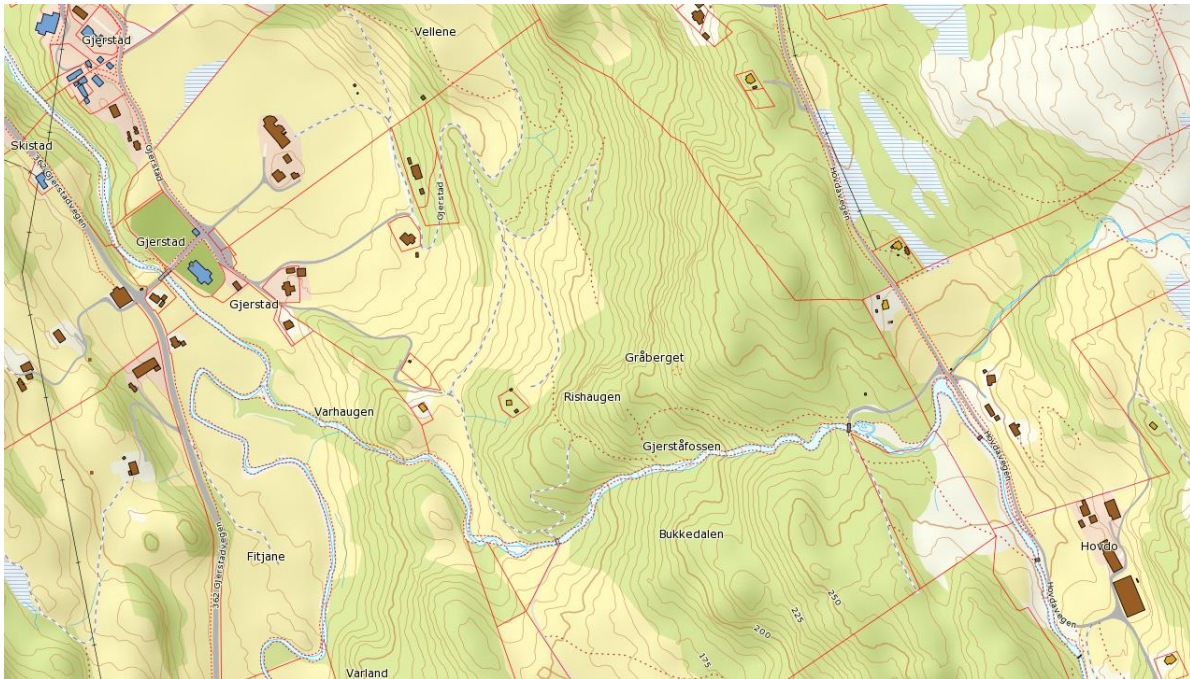 Vellene
Gjerstad
Skistad
Gjerstad
362 Gjerstadvegen
Hovdavegen
Gjerstad
Gjerstad
Gjerstad
Gråberget
Rishaugen
Varhaugen
Gjerståfossen
Hovdavegen
Bukkedalen
Hovdo
Fitjane
362 Gjerstadvegen
250
225
200
175
Hovdavegen
Varland